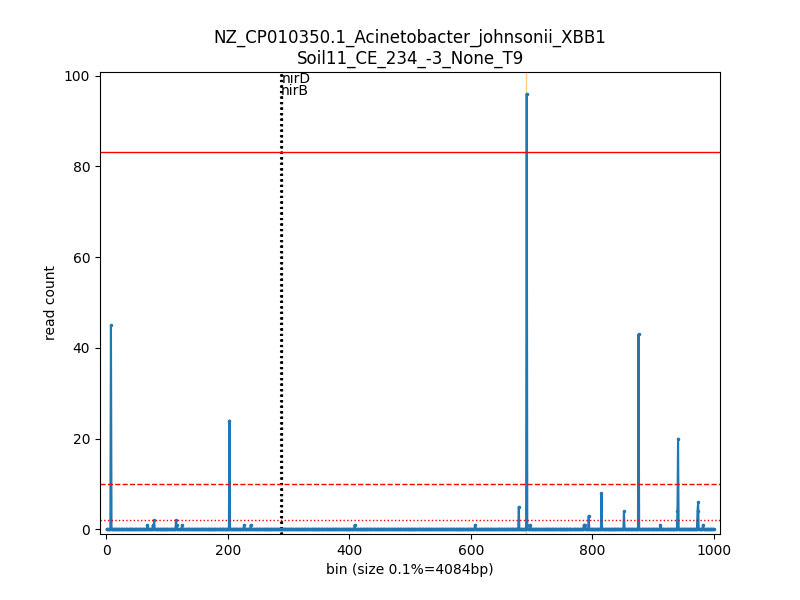 NZ_CP010350.1_Acinetobacter_johnsonii_XBB1
Soil11_CE_234_-3_None_T9
100
80
60
40
20
0
read count
nirD
nirB
0
200
400
600
800
1000
bin (size 0.1%=4084bp)